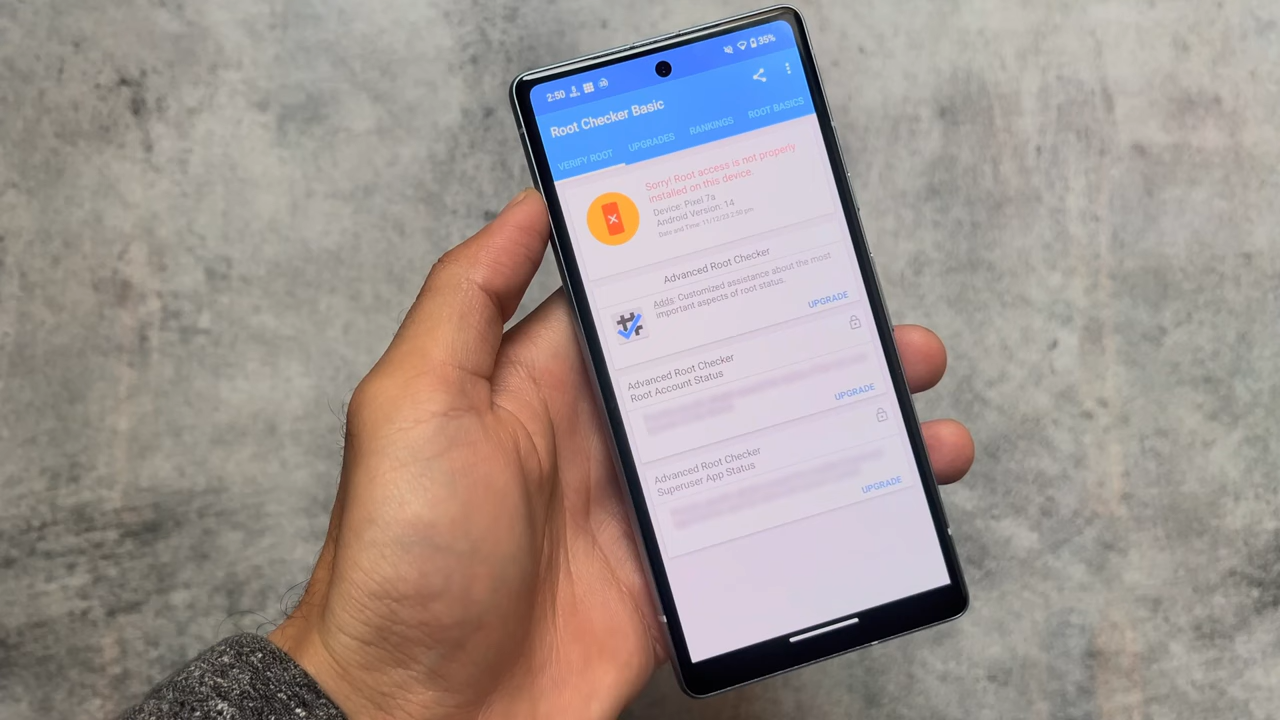 2:50
35%
Root Checker Basic
VERIFY ROOT UPGRADES RANKINGS ROOT BASICS
Sorry! Root access is not properly
installed on this device.
Device: Pixel 7a
Android Version: 14
Date and Time: 11/12/23 2:50 pm
Advanced Root Checker
Adds: Customized assistance about the most
important aspects of root status.
UPGRADE
Advanced Root Checker
Root Account Status
UPGRADE
Advanced Root Checker
Superuser App Status
UPGRADE